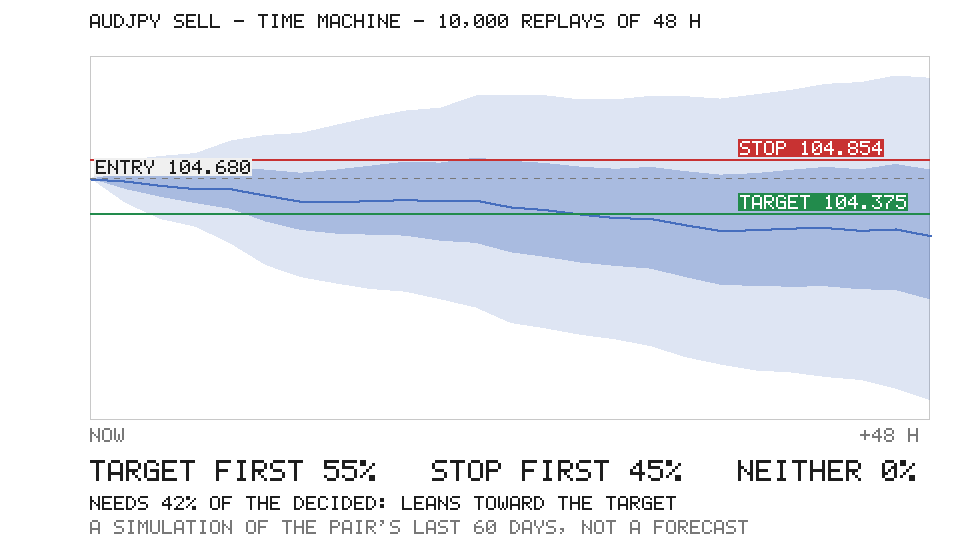 AUDJPY SELL - TIME MACHINE - 10,000 REPLAYS OF 48 H
STOP 104.854
ENTRY 104.680
TARGET 104.375
NOW +48 H
TARGET FIRST 55% STOP FIRST 45% NEITHER 0%
NEEDS 42% OF THE DECIDED: LEANS TOWARD THE TARGET
A SIMULATION OF THE PAIR'S LAST 60 DAYS, NOT A FORECAST